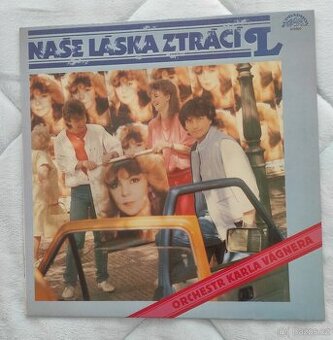 NAŠE LÁSKA ZTRÁCÍ L
ORCHESTR KARLA VÁGNERA